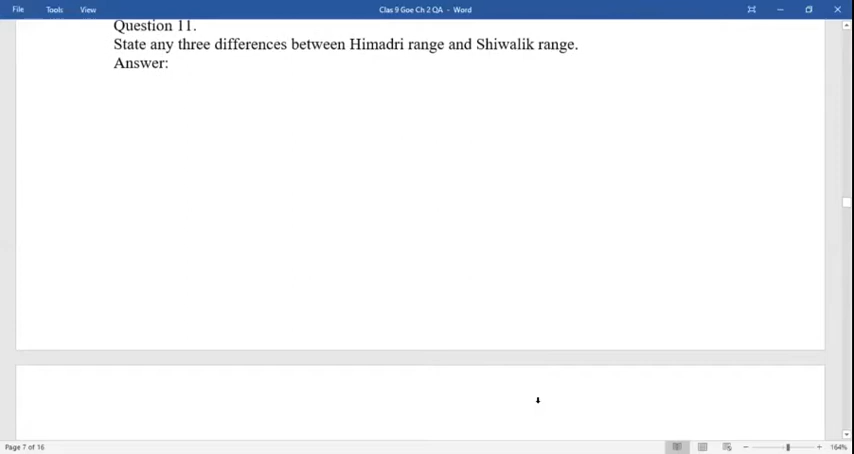 File Tools View Clas 9 Goe Ch 2 QA - Word
Question 11.
State any three differences between Himadri range and Shiwalik range.
Answer:
Page 7 of 16 164%